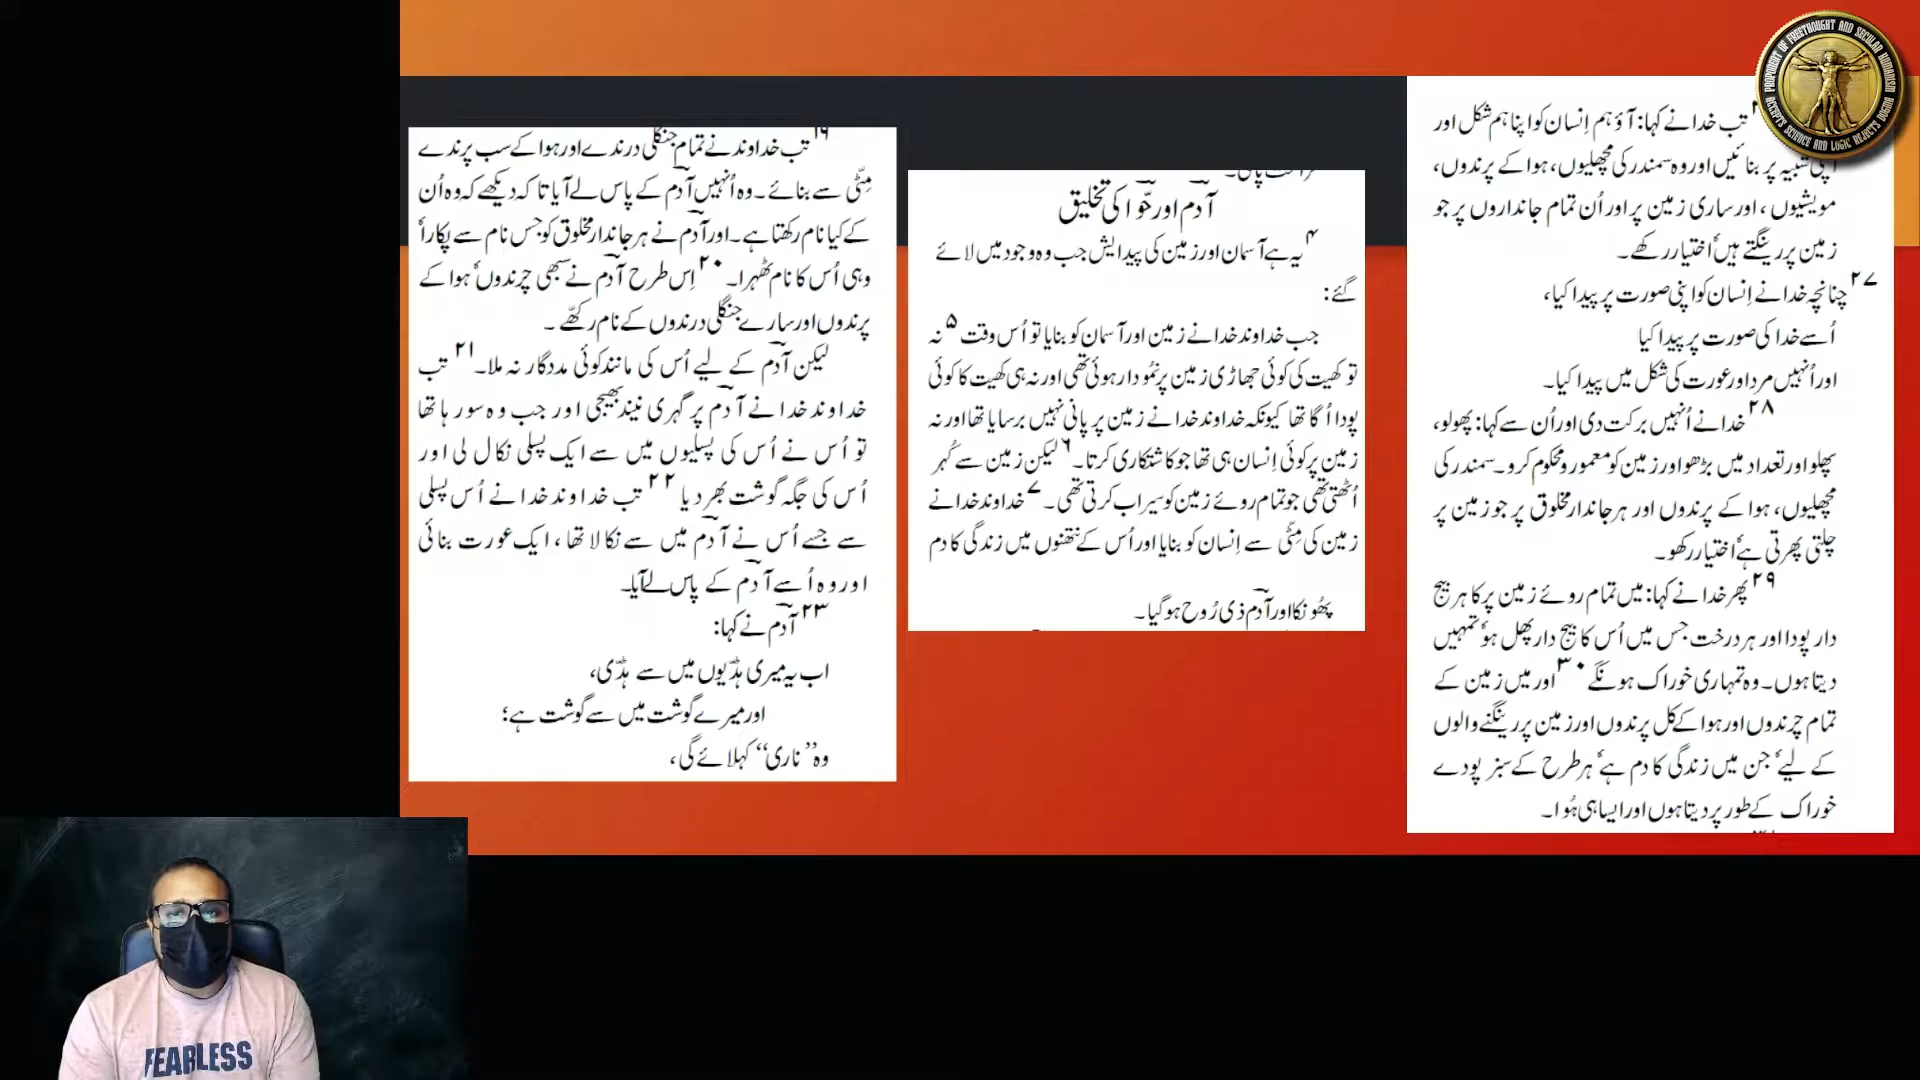 ۱۹ تب خداوند نے تمام جنگلی درندے اور ہوا کے سب پرندے
مٹّی سے بنائے۔ وہ اُنہیں آدم کے پاس لے آیا تاکہ دیکھے کہ وہ اُن
کے کیا نام رکھتا ہے۔ اور آدم نے ہر جاندار مخلوق کو جس نام سے پکارا،
وہی اُس کا نام ٹھہرا۔ ۲۰ اِس طرح آدم نے سبھی چرندوں، ہوا کے
پرندوں اور سارے جنگلی درندوں کے نام رکھّے۔
لیکن آدم کے لیے اُس کی مانند کوئی مددگار نہ ملا۔ ۲۱ تب
خداوند خدا نے آدم پر گہری نیند بھیجی اور جب وہ سو رہا تھا
تو اُس نے اُس کی پسلیوں میں سے ایک پسلی نکال لی اور
اُس کی جگہ گوشت بھر دیا ۲۲ تب خداوند خدا نے اُس پسلی
سے جسے اُس نے آدم میں سے نکالا تھا، ایک عورت بنائی
اور وہ اُسے آدم کے پاس لے آیا۔
۲۳ آدم نے کہا:
اب یہ میری ہڈّیوں میں سے ہڈّی،
اور میرے گوشت میں سے گوشت ہے؛
وہ ”ناری“ کہلائے گی،
آدم اور حوّا کی تخلیق
۴ یہ ہے آسمان اور زمین کی پیدایش جب وہ وجود میں لائے
گئے:
جب خداوند خدا نے زمین اور آسمان کو بنایا تو اُس وقت ۵ نہ
تو کھیت کی کوئی جھاڑی زمین پر نمُودار ہوئی تھی اور نہ ہی کھیت کا کوئی
پودا اُگا تھا کیونکہ خداوند خدا نے زمین پر پانی نہیں برسایا تھا اور نہ
زمین پر کوئی اِنسان ہی تھا جو کاشتکاری کرتا۔ ۶ لیکن زمین سے کُہر
اُٹھتی تھی جو تمام روئے زمین کو سیراب کرتی تھی۔ ۷ خداوند خدا نے
زمین کی مِٹّی سے اِنسان کو بنایا اور اُس کے نتھنوں میں زندگی کا دم
پھُونکا اور آدم ذی رُوح ہو گیا۔
تب خدا نے کہا: آؤ ہم اِنسان کو اپنا ہم شکل اور
اپنی شبیہ پر بنائیں اور وہ سمندر کی مچھلیوں، ہوا کے پرندوں،
مویشیوں، اور ساری زمین پر اور اُن تمام جانداروں پر جو
زمین پر رینگتے ہیں، اختیار رکھے۔
۲۷ چنانچہ خدا نے اِنسان کو اپنی صورت پر پیدا کیا،
اُسے خدا کی صورت پر پیدا کیا
اور اُنہیں مرد اور عورت کی شکل میں پیدا کیا۔
۲۸ خدا نے اُنہیں برکت دی اور اُن سے کہا: پھولو،
پھلو اور تعداد میں بڑھو اور زمین کو معمور و محکوم کرو۔ سمندر کی
مچھلیوں، ہوا کے پرندوں اور ہر جاندار مخلوق پر جو زمین پر
چلتی پھرتی ہے، اختیار رکھو۔
۲۹ پھر خدا نے کہا: میں تمام روئے زمین پر کا ہر بیج
دار پودا اور ہر درخت جس میں اُس کا بیج دار پھل ہو، تمہیں
دیتا ہوں۔ وہ تمہاری خوراک ہونگے ۳۰ اور میں زمین کے
تمام چرندوں اور ہوا کے کل پرندوں اور زمین پر رینگنے والوں
کے لیے، جن میں زندگی کا دم ہے، ہر طرح کے سبز پودے
خوراک کے طور پر دیتا ہوں اور ایسا ہی ہُوا۔
PROPONENT OF FREETHOUGHT AND SECULAR HUMANISM
ACCEPTS SCIENCE AND LOGIC REJECTS DOGMA
FEARLESS